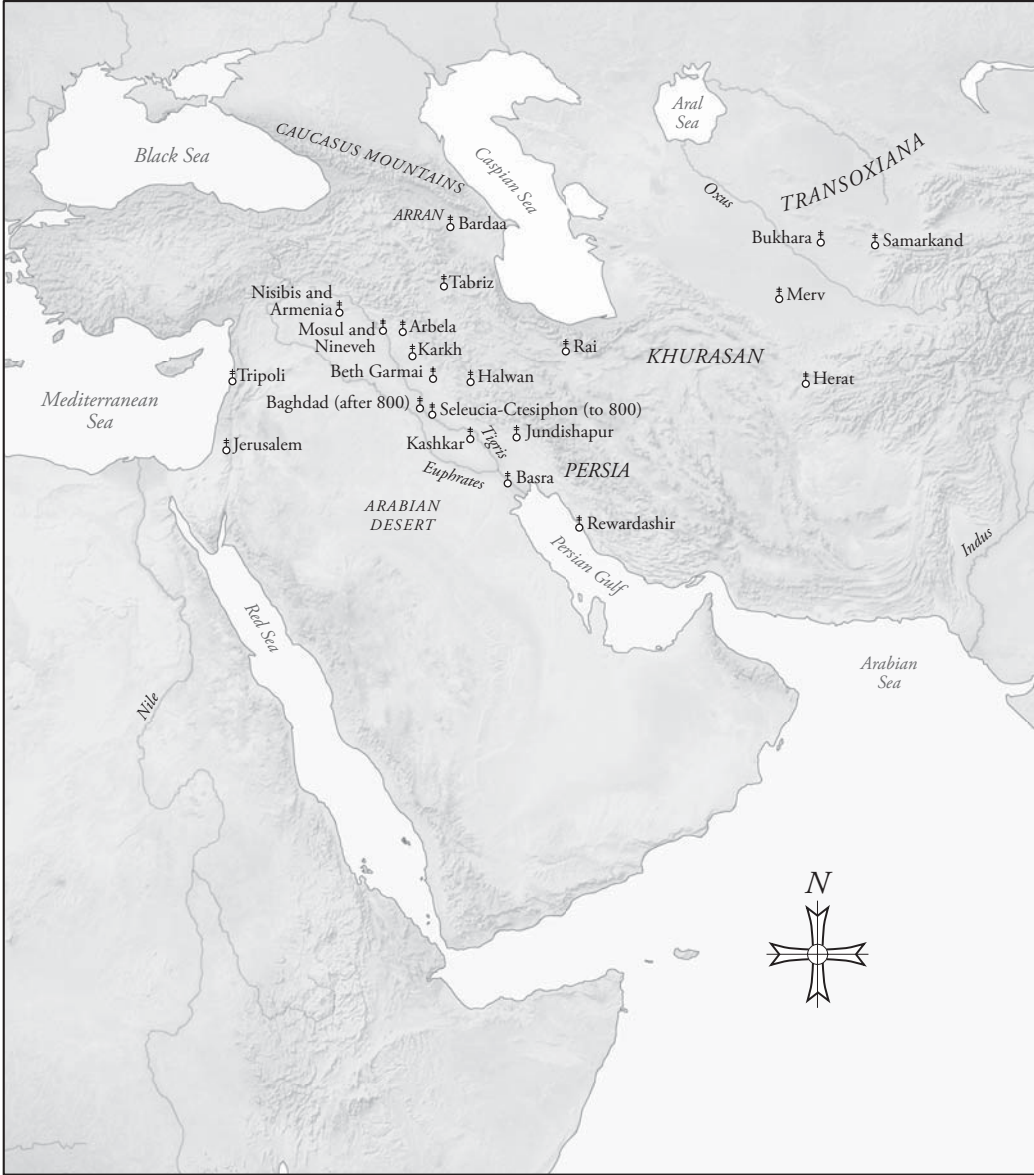 Aral
Sea
Black Sea
CAUCASUS MOUNTAINS
Caspian Sea
TRANSOXIANA
Oxus
ARRAN
Bardaa
Bukhara
Samarkand
Tabriz
Nisibis and
Armenia
Merv
Mosul and
Nineveh
Arbela
Karkh
Rai
KHURASAN
Beth Garmai
Halwan
Herat
Tripoli
Mediterranean
Sea
Baghdad (after 800)
Seleucia-Ctesiphon (to 800)
Jerusalem
Kashkar
Tigris
Jundishapur
Euphrates
PERSIA
Basra
ARABIAN
DESERT
Rewardashir
Indus
Persian Gulf
Red Sea
Arabian
Sea
Nile
N